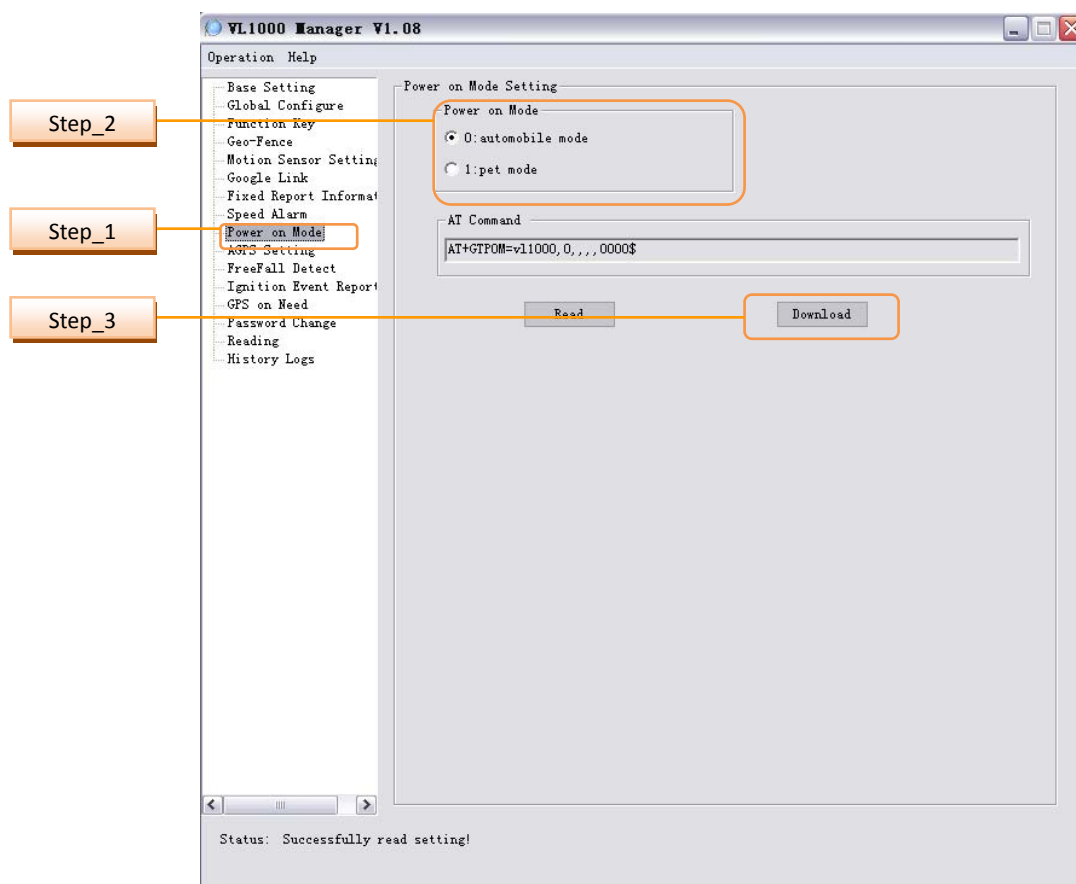 VL1000 Manager V1.08
Operation Help
Step_2
Step_1
Step_3
Base Setting
Global Configure
Function Key
Geo-Fence
Motion Sensor Setting
Google Link
Fixed Report Informat
Speed Alarm
Power on Mode
AGPS Setting
FreeFall Detect
Ignition Event Report
GPS on Need
Password Change
Reading
History Logs
Power on Mode Setting
Power on Mode
0:automobile mode
1:pet mode
AT Command
AT+GTPOM=vl1000,0,,,,0000$
Read
Download
Status: Successfully read setting!